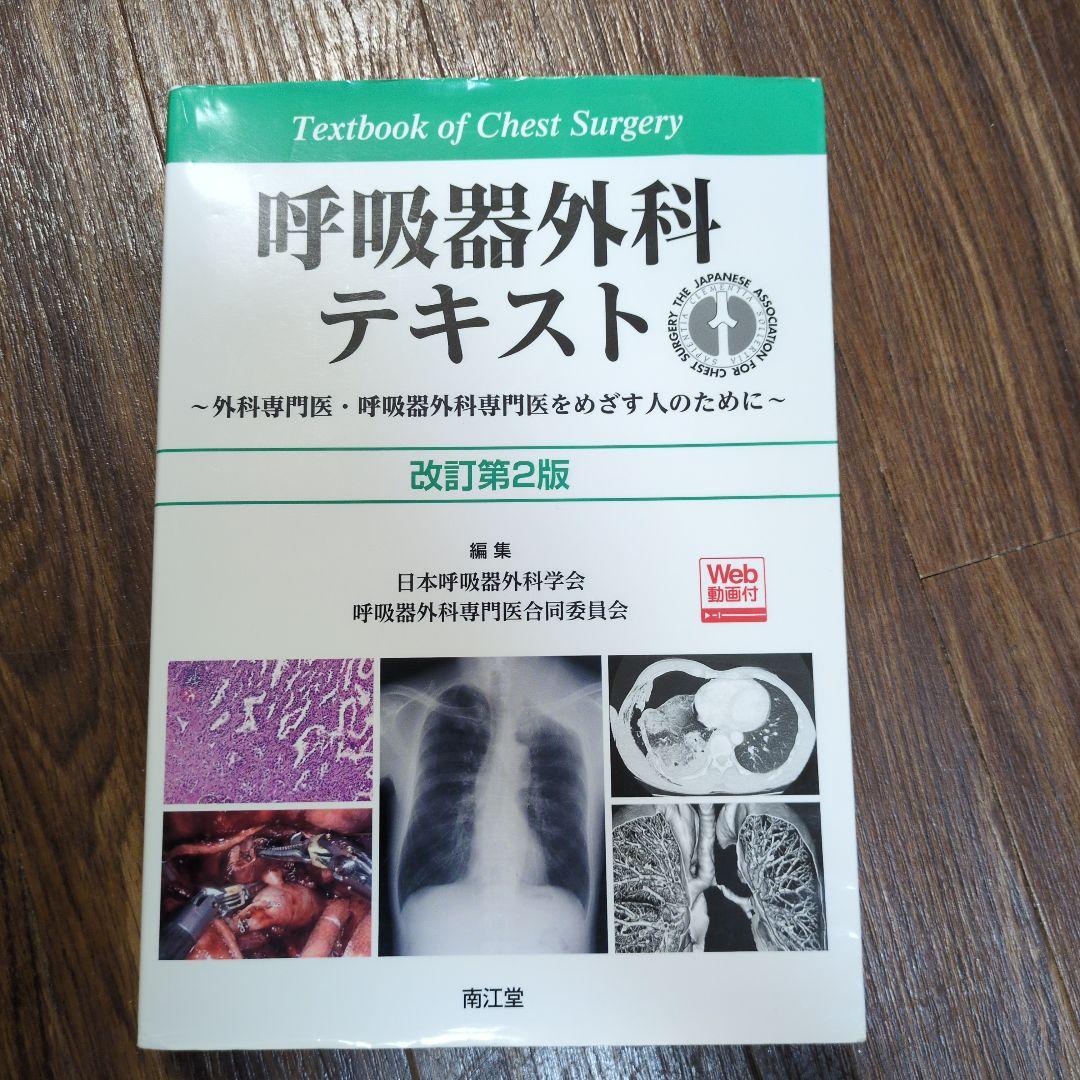 Textbook of Chest Surgery
呼吸器外科
テキスト
THE JAPANESE ASSOCIATION FOR CHEST SURGERY
SAPIENTIA CLEMENTIA SOLLERTIA
～外科専門医・呼吸器外科専門医をめざす人のために～
改訂第2版
編集
日本呼吸器外科学会
呼吸器外科専門医合同委員会
Web
動画付
南江堂